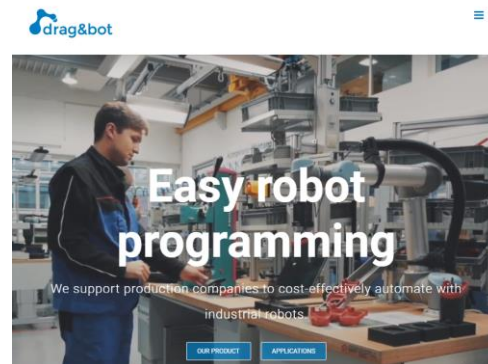 drag&bot
Easy robot
programming
We support production companies to cost-effectively automate with
industrial robots
OUR PRODUCT
APPLICATIONS